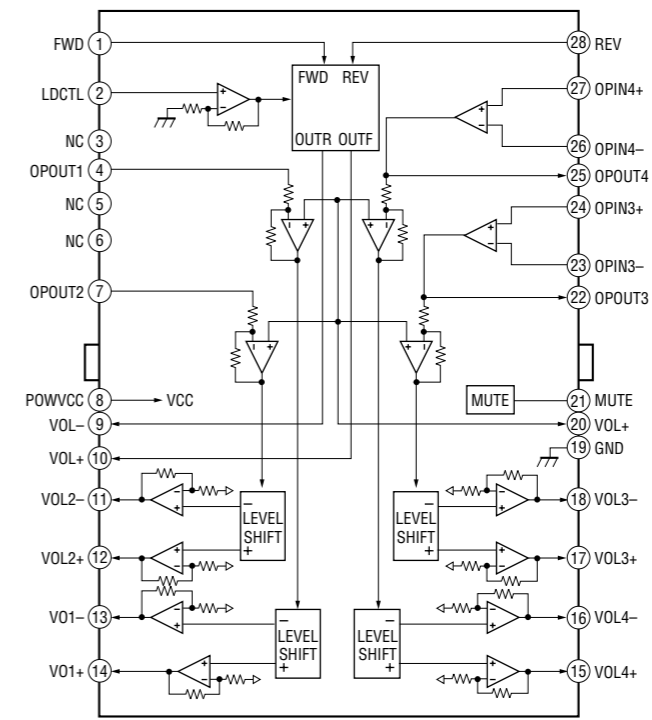 FWD 1
28 REV
FWD REV
LDCTL 2
27 OPIN4+
+
−
+
−
OUTR OUTF
NC 3
26 OPIN4−
OPOUT1 4
25 OPOUT4
NC 5
24 OPIN3+
− +
+ −
+
−
NC 6
23 OPIN3−
OPOUT2 7
22 OPOUT3
− +
+ −
POWVCC 8
VCC
MUTE
21 MUTE
VOL− 9
20 VOL+
19 GND
VOL+ 10
VOL2− 11
−
+
−
LEVEL
SHIFT
+
−
LEVEL
SHIFT
+
−
+
18 VOL3−
VOL2+ 12
+
−
+
−
17 VOL3+
VO1− 13
−
+
−
LEVEL
SHIFT
+
−
LEVEL
SHIFT
+
−
+
16 VOL4−
VO1+ 14
+
−
+
−
15 VOL4+